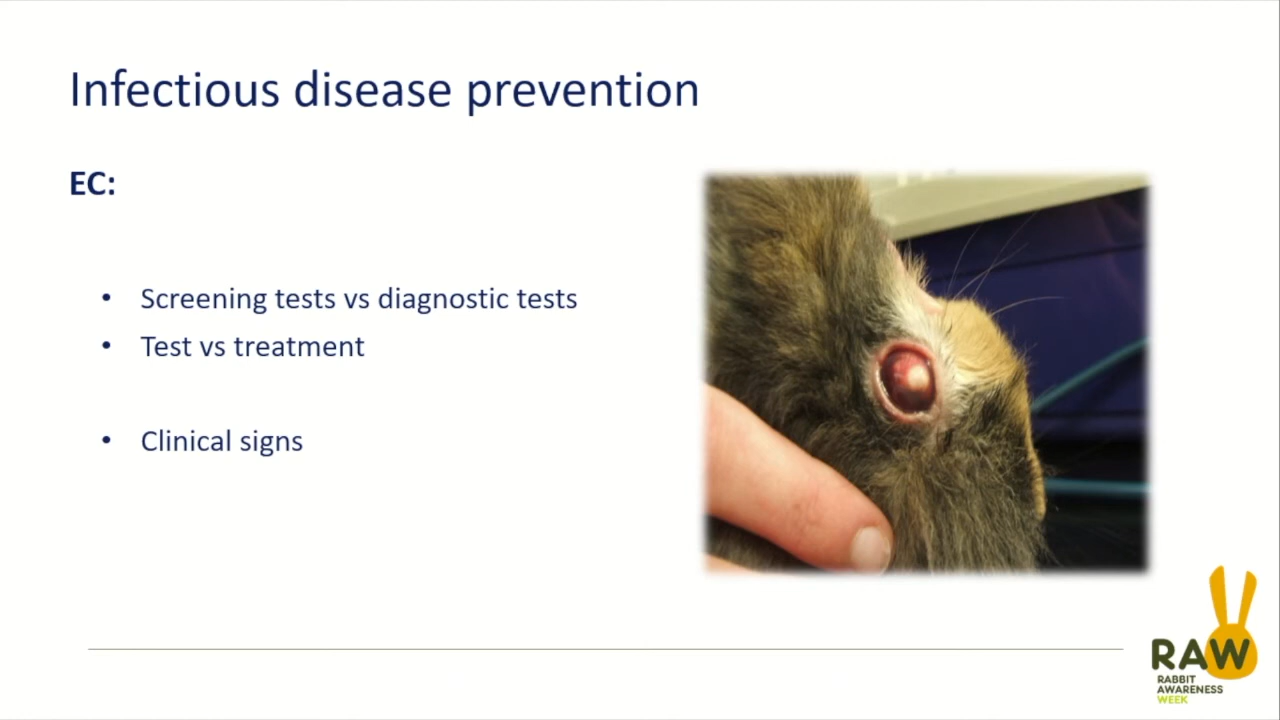 Infectious disease prevention
EC:
• Screening tests vs diagnostic tests
• Test vs treatment
• Clinical signs
RAW
RABBIT
AWARENESS
WEEK